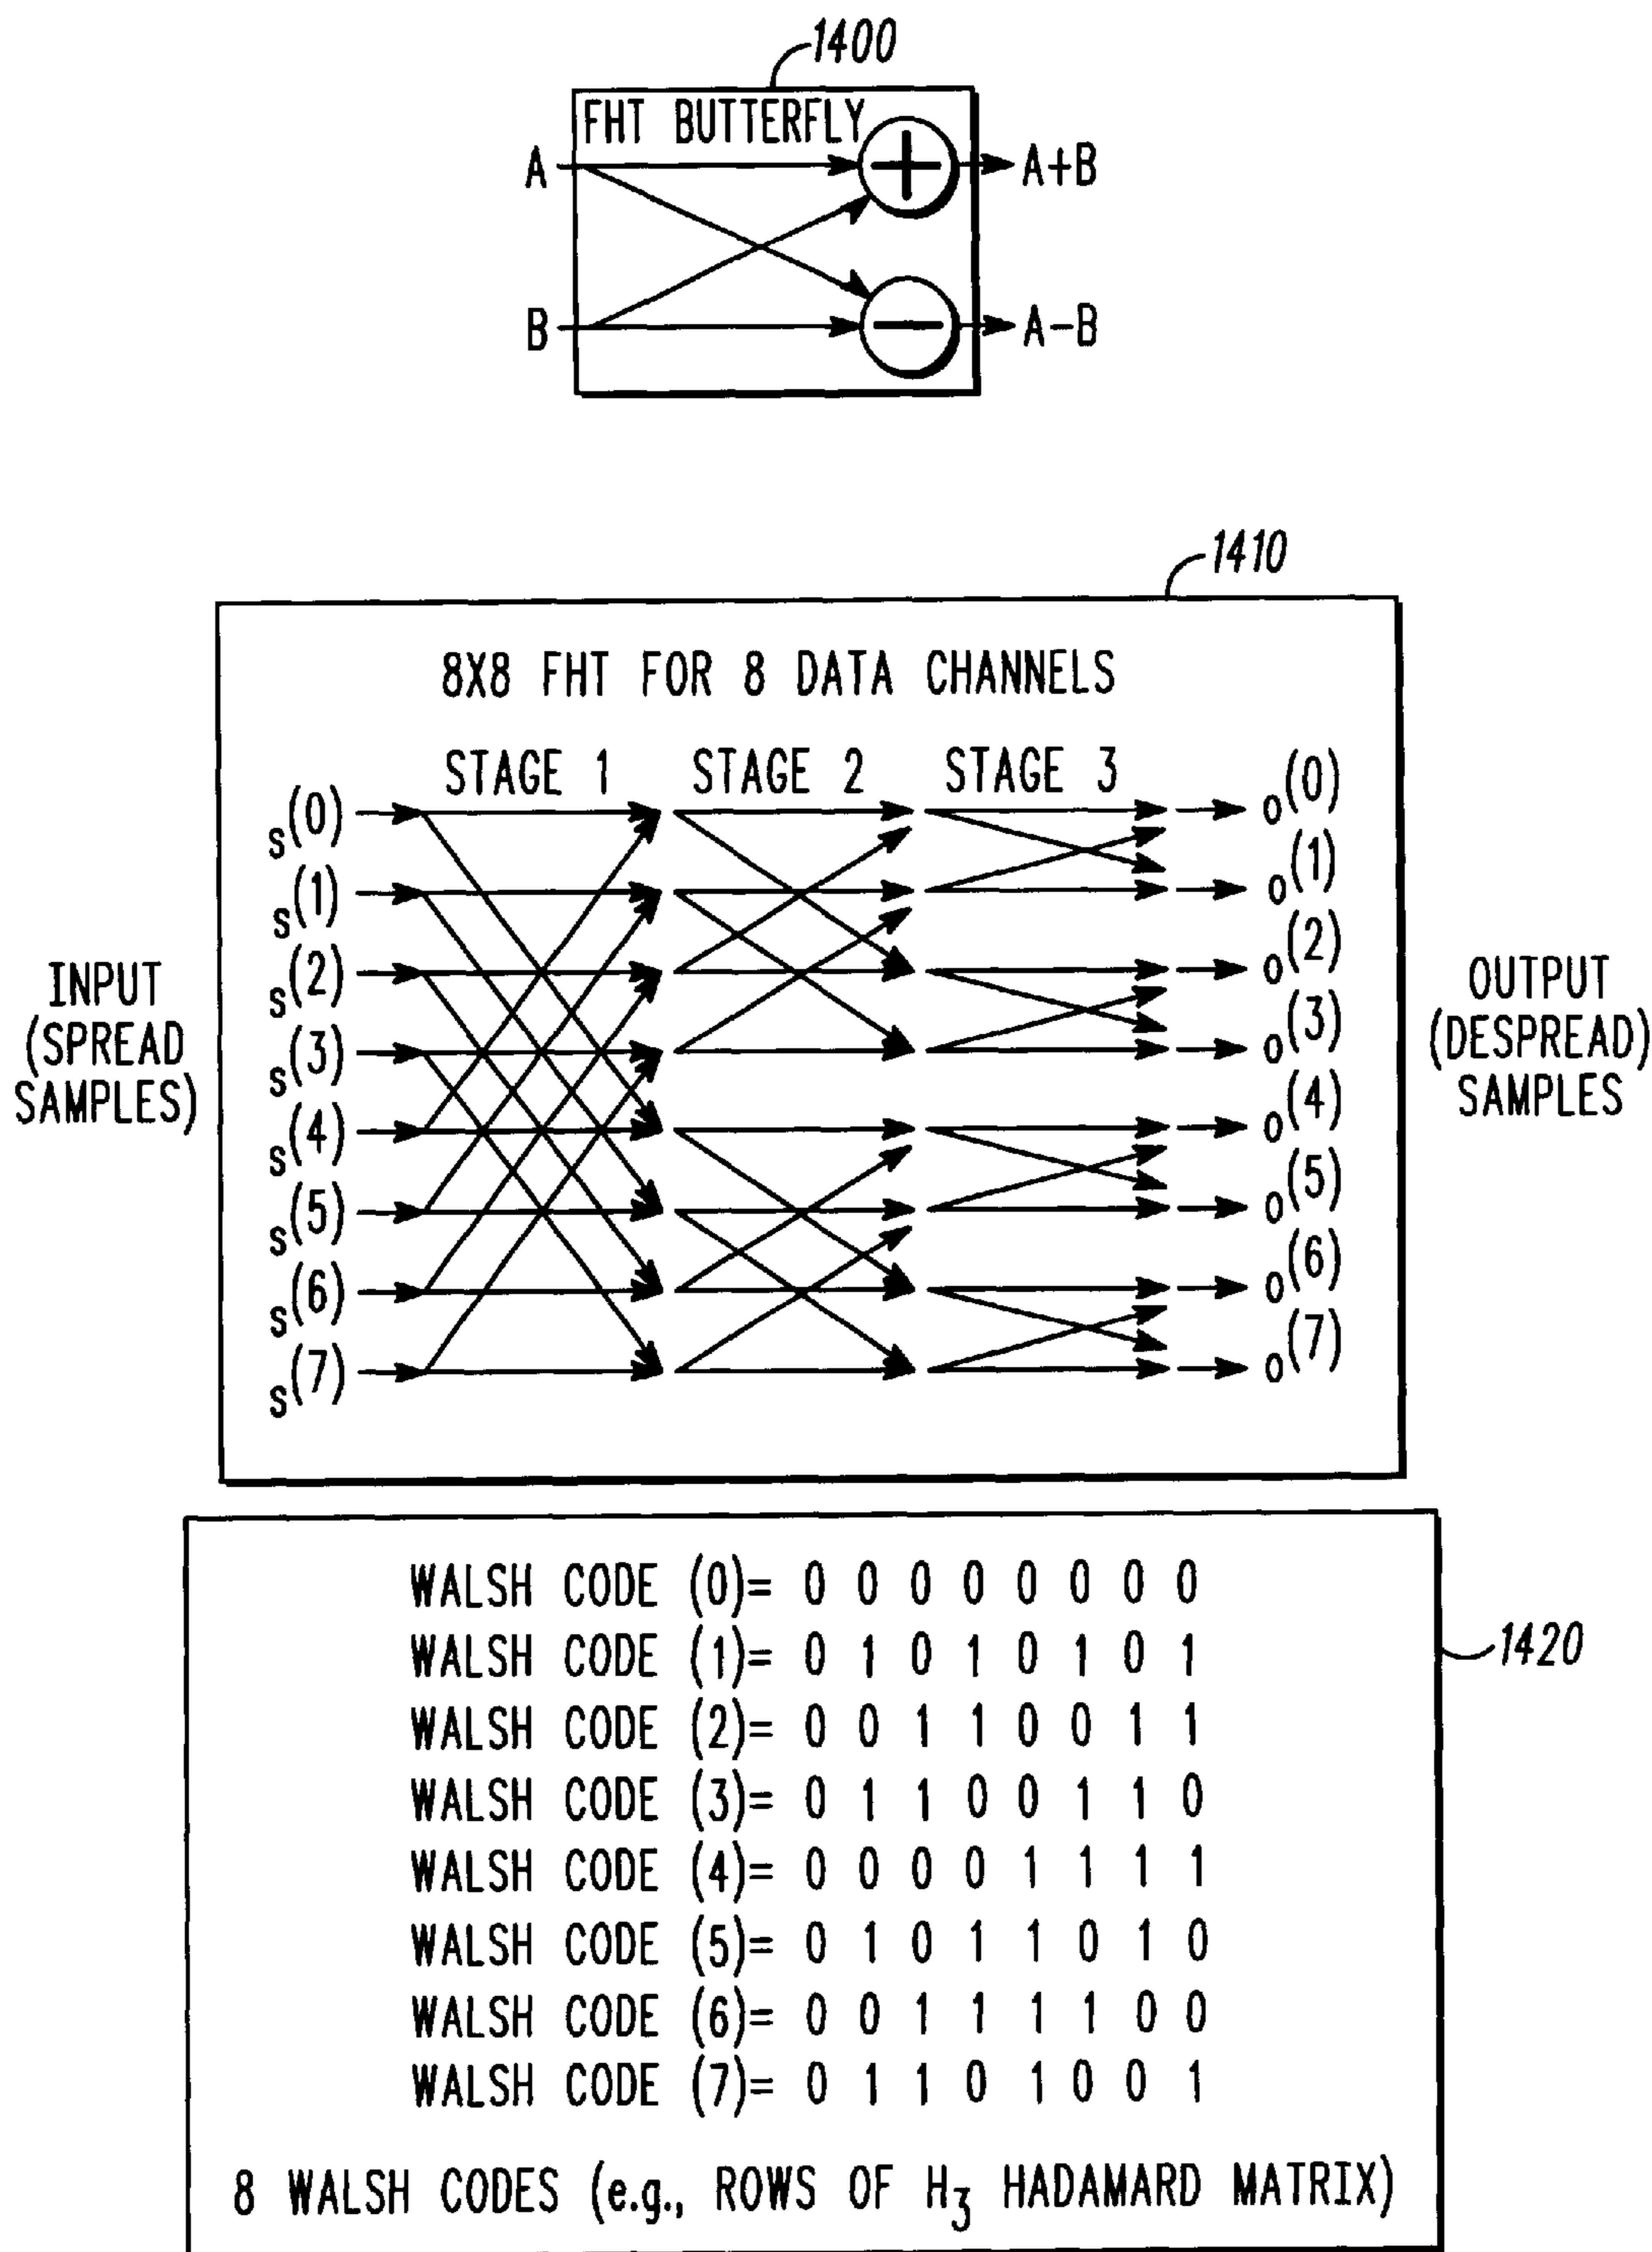 1400
FHT BUTTERFLY
A
A+B
B
A-B
1410
8X8 FHT FOR 8 DATA CHANNELS
STAGE 1 STAGE 2 STAGE 3
s(0)
s(1)
s(2)
s(3)
s(4)
s(5)
s(6)
s(7)
INPUT
(SPREAD
SAMPLES)
o(0)
o(1)
o(2)
o(3)
o(4)
o(5)
o(6)
o(7)
OUTPUT
(DESPREAD)
SAMPLES
WALSH CODE (0)= 0 0 0 0 0 0 0 0
WALSH CODE (1)= 0 1 0 1 0 1 0 1
1420
WALSH CODE (2)= 0 0 1 1 0 0 1 1
WALSH CODE (3)= 0 1 1 0 0 1 1 0
WALSH CODE (4)= 0 0 0 0 1 1 1 1
WALSH CODE (5)= 0 1 0 1 1 0 1 0
WALSH CODE (6)= 0 0 1 1 1 1 0 0
WALSH CODE (7)= 0 1 1 0 1 0 0 1
8 WALSH CODES (e.g., ROWS OF H3 HADAMARD MATRIX)